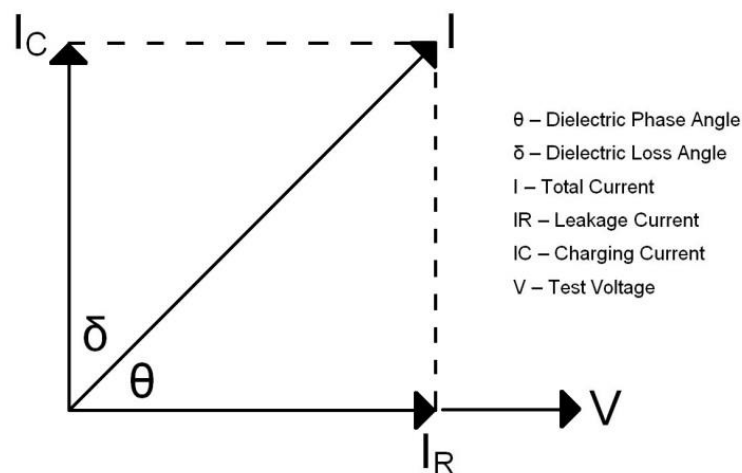 IC
I
θ – Dielectric Phase Angle
δ – Dielectric Loss Angle
I – Total Current
IR – Leakage Current
IC – Charging Current
V – Test Voltage
δ
θ
V
IR